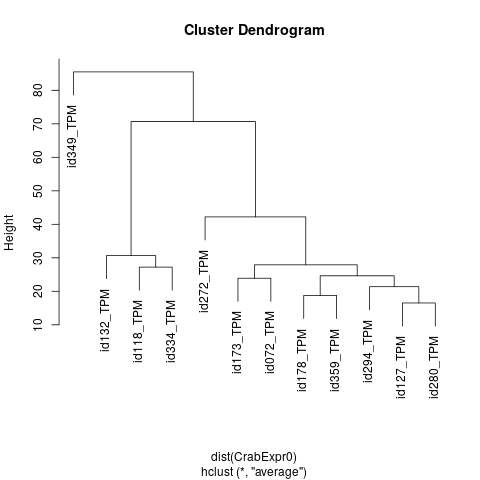 Cluster Dendrogram
Height
90
80
70
60
50
40
30
20
10
id349_TPM
id132_TPM
id118_TPM
id334_TPM
id272_TPM
id173_TPM
id072_TPM
id178_TPM
id359_TPM
id294_TPM
id127_TPM
id280_TPM
dist(CrabExpr0)
hclust (*, "average")